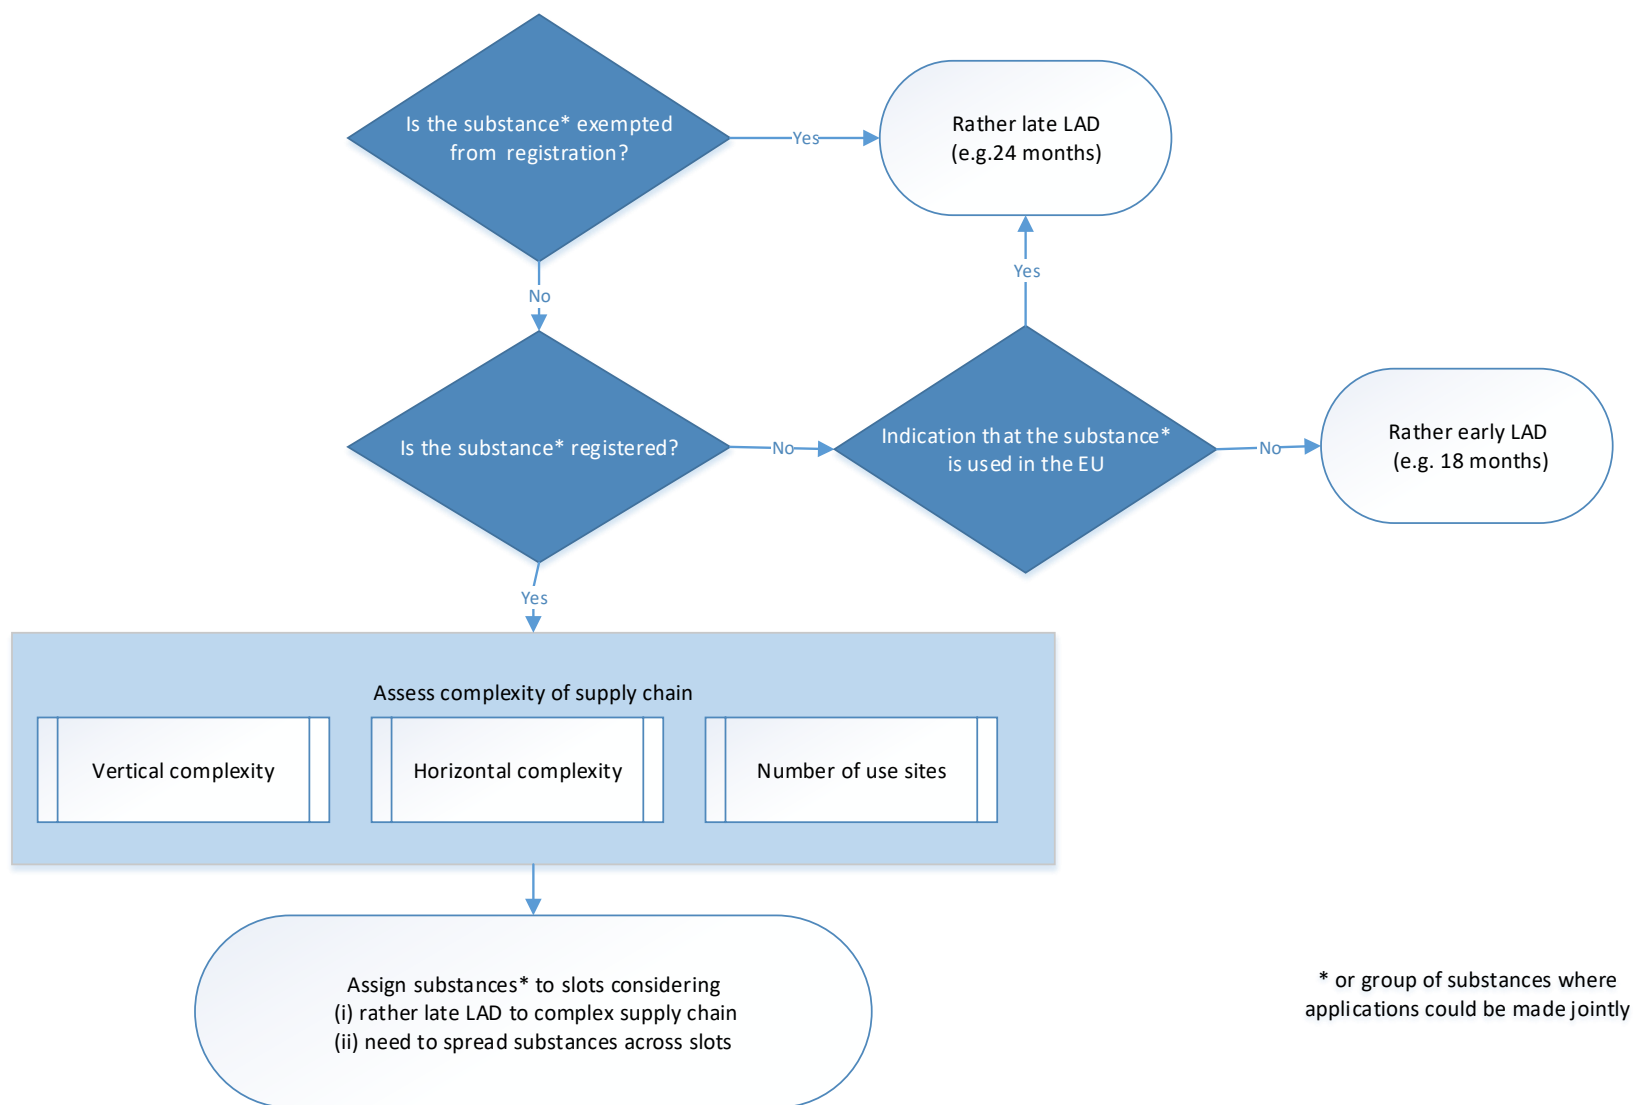 Is the substance* exempted
from registration?
Yes
Rather late LAD
(e.g.24 months)
No
Yes
Is the substance* registered?
No
Indication that the substance*
is used in the EU
No
Rather early LAD
(e.g. 18 months)
Yes
Assess complexity of supply chain
Vertical complexity
Horizontal complexity
Number of use sites
Assign substances* to slots considering
(i) rather late LAD to complex supply chain
(ii) need to spread substances across slots
* or group of substances where
applications could be made jointly